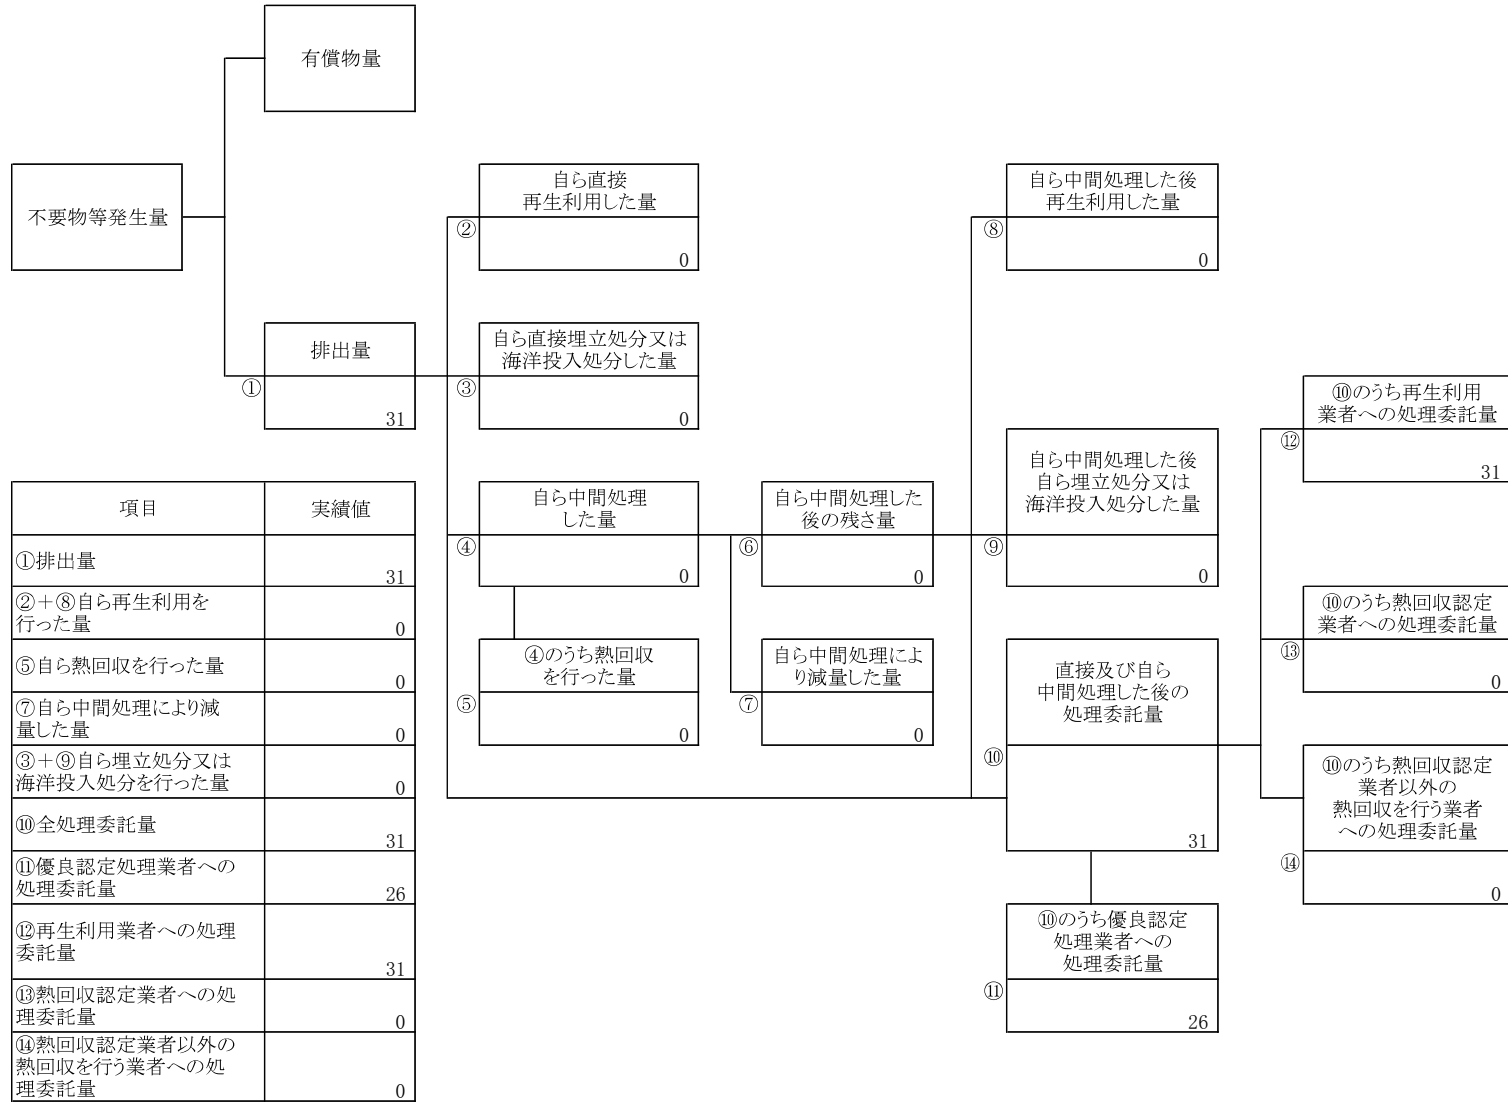 有償物量
不要物等発生量
排出量
①
31
自ら直接
再生利用した量
②
0
自ら直接埋立処分又は
海洋投入処分した量
③
0
自ら中間処理
した量
④
0
④のうち熱回収
を行った量
⑤
0
自ら中間処理した
後の残さ量
⑥
0
自ら中間処理によ
り減量した量
⑦
0
自ら中間処理した後
再生利用した量
⑧
0
自ら中間処理した後
自ら埋立処分又は
海洋投入処分した量
⑨
0
直接及び自ら
中間処理した後の
処理委託量
⑩
31
⑩のうち優良認定
処理業者への
処理委託量
⑪
26
⑩のうち再生利用
業者への処理委託量
⑫
31
⑩のうち熱回収認定
業者への処理委託量
⑬
0
⑩のうち熱回収認定
業者以外の
熱回収を行う業者
への処理委託量
⑭
0
項目 実績値
①排出量
31
②＋⑧自ら再生利用を
行った量
0
⑤自ら熱回収を行った量
0
⑦自ら中間処理により減
量した量
0
③＋⑨自ら埋立処分又は
海洋投入処分を行った量
0
⑩全処理委託量
31
⑪優良認定処理業者への
処理委託量
26
⑫再生利用業者への処理
委託量
31
⑬熱回収認定業者への処
理委託量
0
⑭熱回収認定業者以外の
熱回収を行う業者への処
理委託量
0